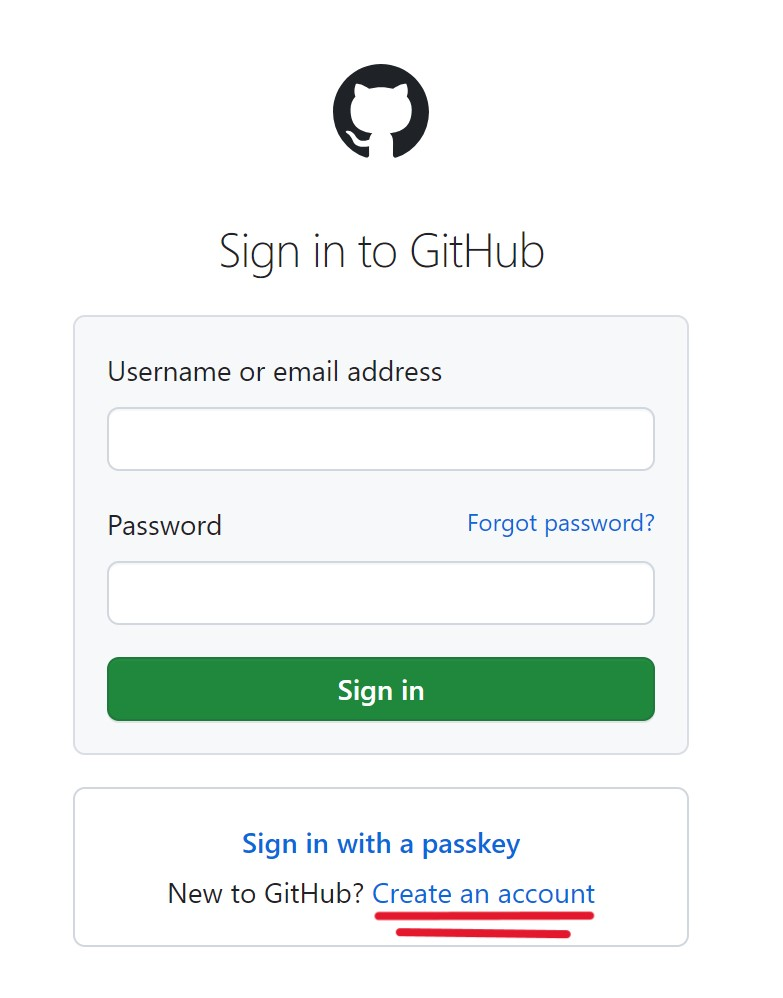 Sign in to GitHub
Username or email address
Password Forgot password?
Sign in
Sign in with a passkey
New to GitHub? Create an account